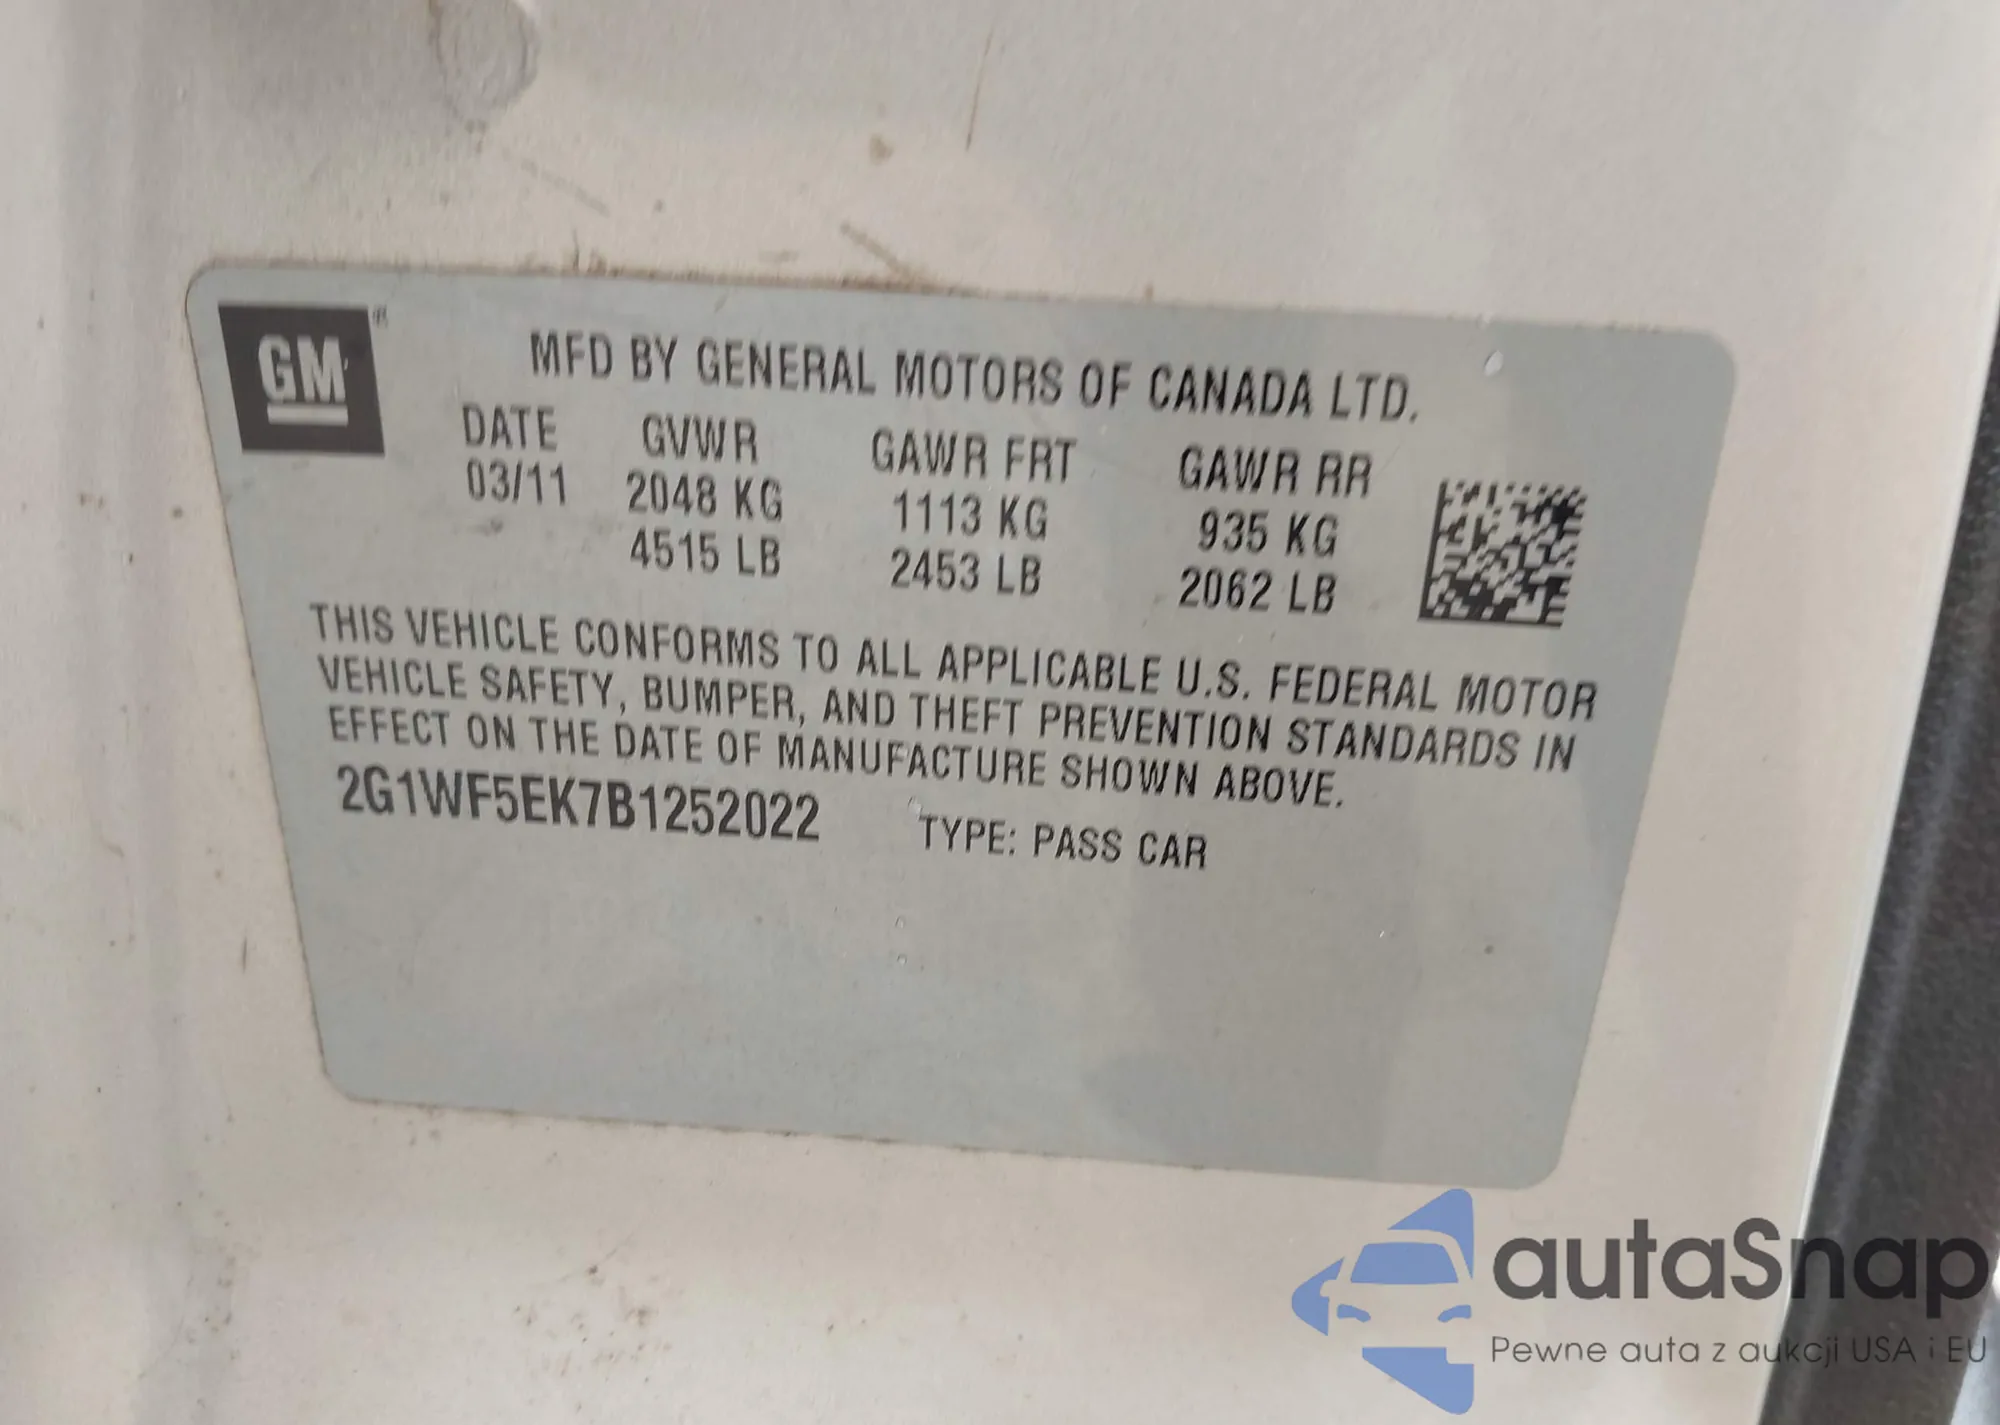 GM
MFD BY GENERAL MOTORS OF CANADA LTD.
DATE GVWR GAWR FRT GAWR RR
03/11 2048 KG 1113 KG 935 KG
4515 LB 2453 LB 2062 LB
THIS VEHICLE CONFORMS TO ALL APPLICABLE U.S. FEDERAL MOTOR
VEHICLE SAFETY, BUMPER, AND THEFT PREVENTION STANDARDS IN
EFFECT ON THE DATE OF MANUFACTURE SHOWN ABOVE.
2G1WF5EK7B1252022 TYPE: PASS CAR
autaSnap
Pewne auta z aukcji USA i EU